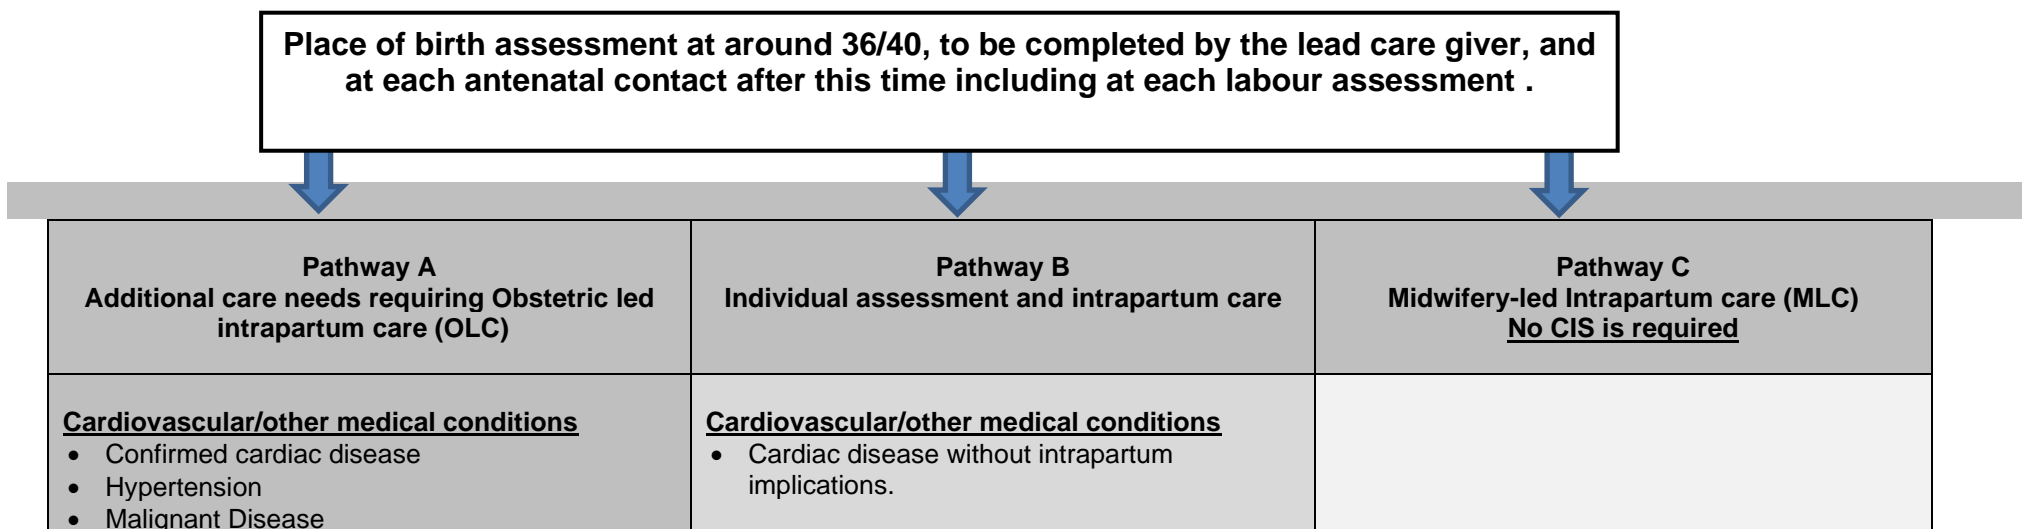 Place of birth assessment at around 36/40, to be completed by the lead care giver, and
at each antenatal contact after this time including at each labour assessment .
Pathway A
Additional care needs requiring Obstetric led
intrapartum care (OLC)
Pathway B
Individual assessment and intrapartum care
Pathway C
Midwifery-led Intrapartum care (MLC)
No CIS is required
Cardiovascular/other medical conditions
• Confirmed cardiac disease
• Hypertension
• Malignant Disease
Cardiovascular/other medical conditions
• Cardiac disease without intrapartum
implications.